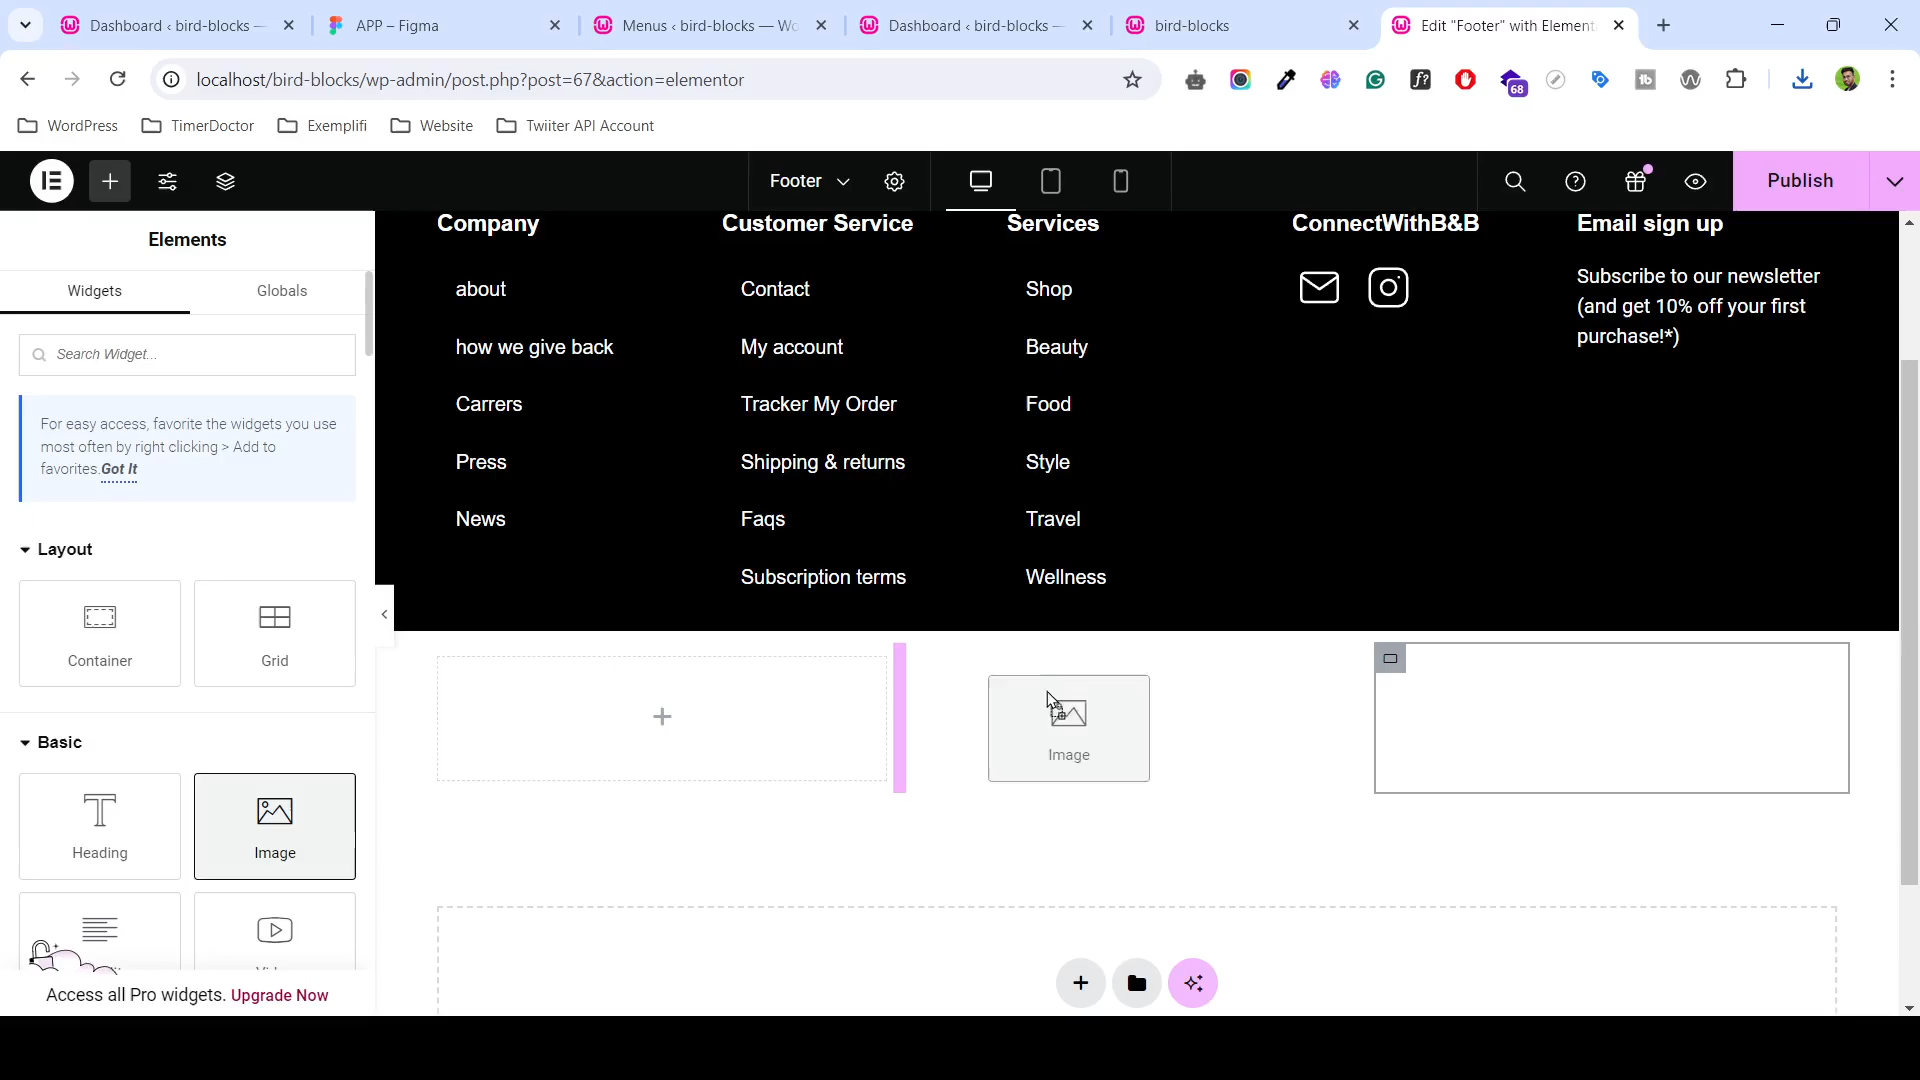 Dashboard ‹ bird-blocks —
APP – Figma
Menus ‹ bird-blocks — Wo
Dashboard ‹ bird-blocks —
bird-blocks
Edit "Footer" with Element
localhost/bird-blocks/wp-admin/post.php?post=67&action=elementor
68
WordPress
TimerDoctor
Exemplifi
Website
Twiiter API Account
Footer
Publish
Elements
Widgets
Globals
Search Widget...
For easy access, favorite the widgets you use
most often by right clicking > Add to
favorites.Got It
Layout
Container
Grid
Basic
Heading
Image
Access all Pro widgets. Upgrade Now
Company
about
how we give back
Carrers
Press
News
Customer Service
Contact
My account
Tracker My Order
Shipping & returns
Faqs
Subscription terms
Services
Shop
Beauty
Food
Style
Travel
Wellness
ConnectWithB&B
Email sign up
Subscribe to our newsletter
(and get 10% off your first
purchase!*)
Image